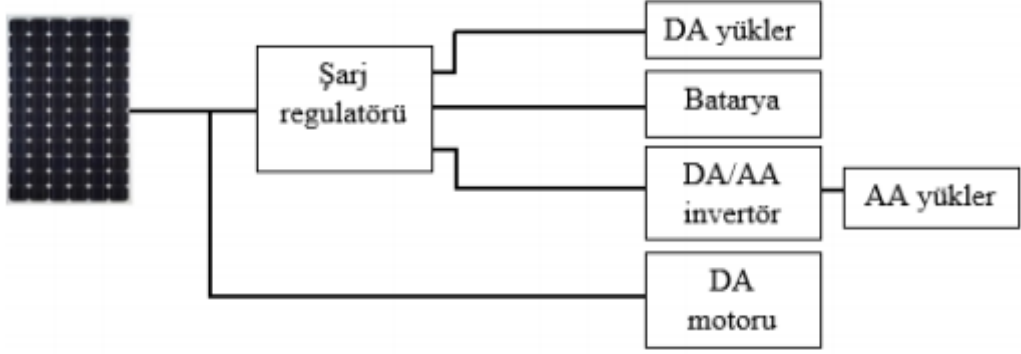 DA yükler
Şarj
regulatörü
Batarya
DA/AA
invertör
AA yükler
DA
motoru